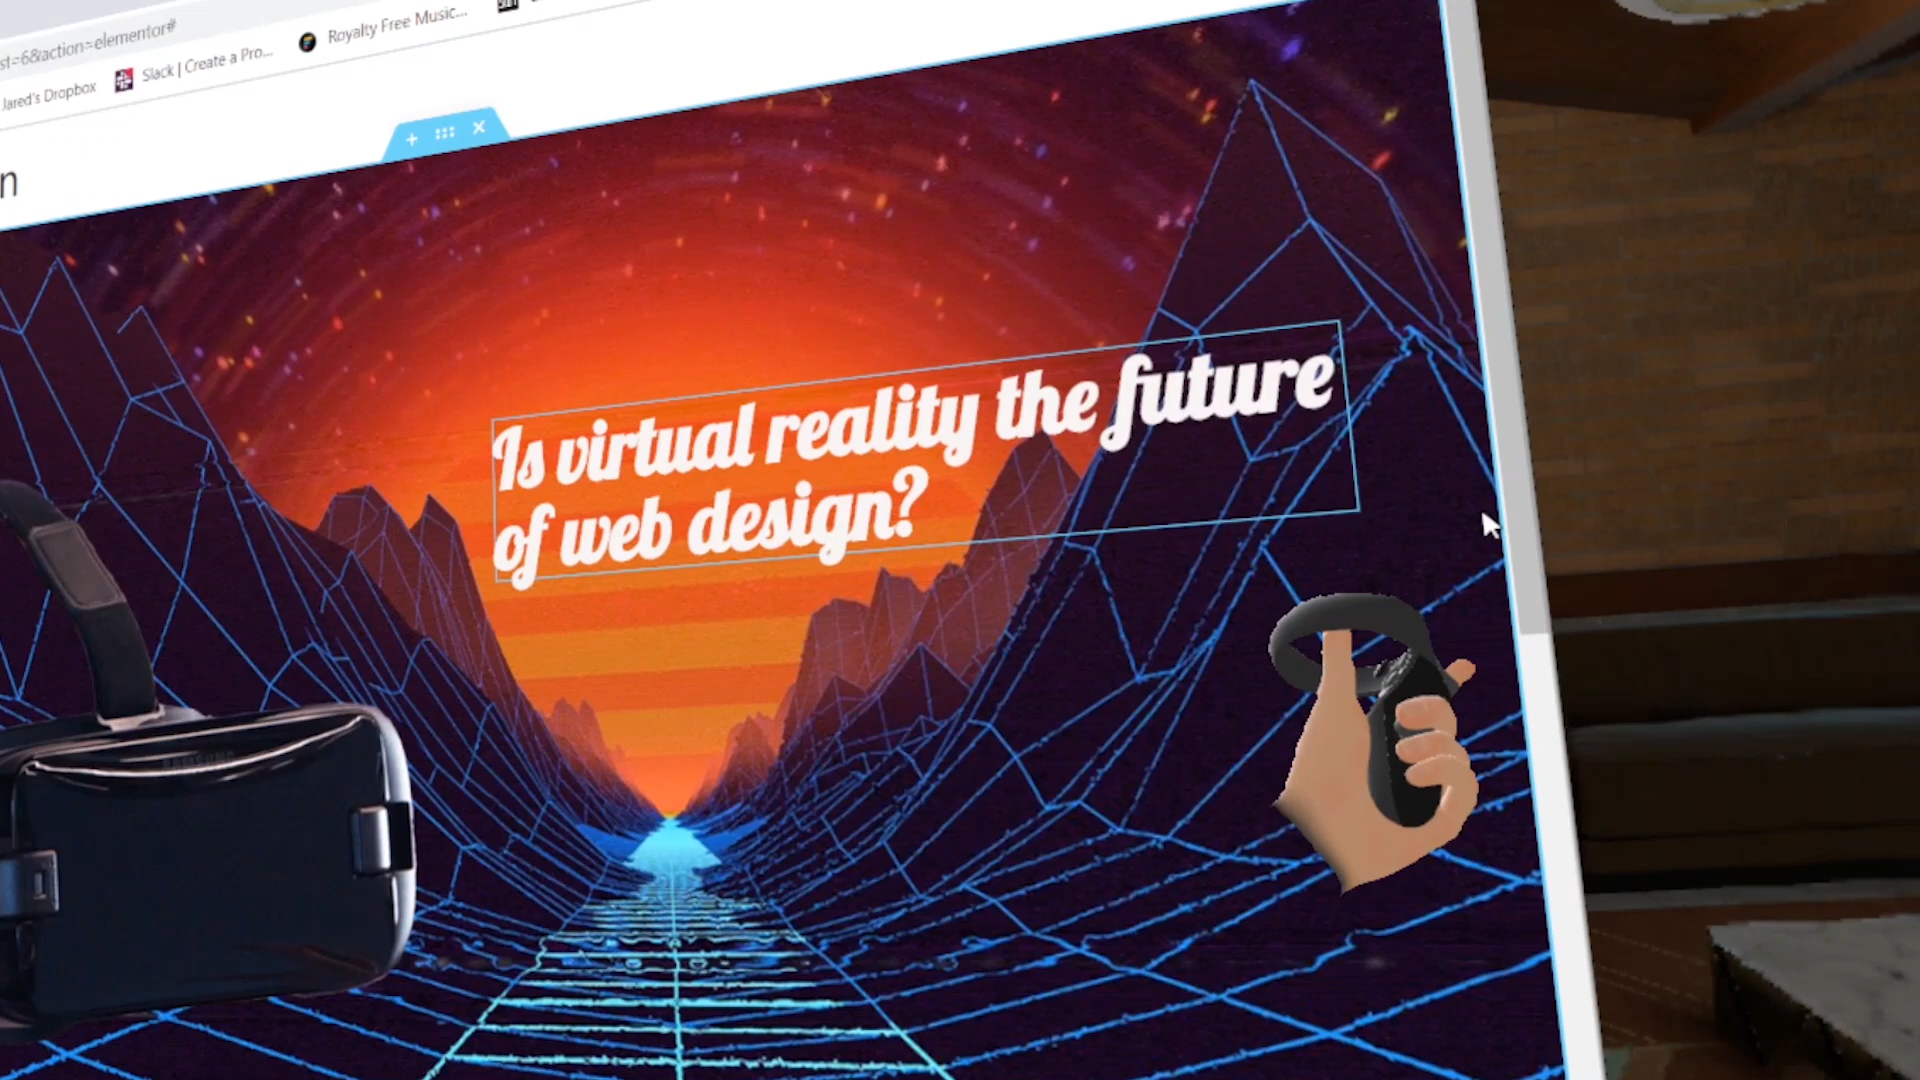 st=6&action=elementor#
Jared's Dropbox
Slack | Create a Pro...
Royalty Free Music...
n
Is virtual reality the future
of web design?
SAMSUNG